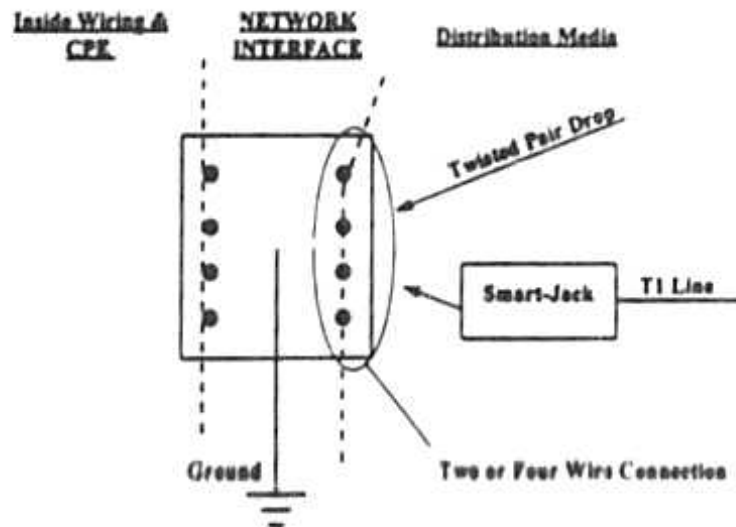 Inside Wiring &
CPE
NETWORK
INTERFACE
Distribution Media
Twisted Pair Drop
Smart-Jack
T1 Line
Ground
Two or Four Wire Connection